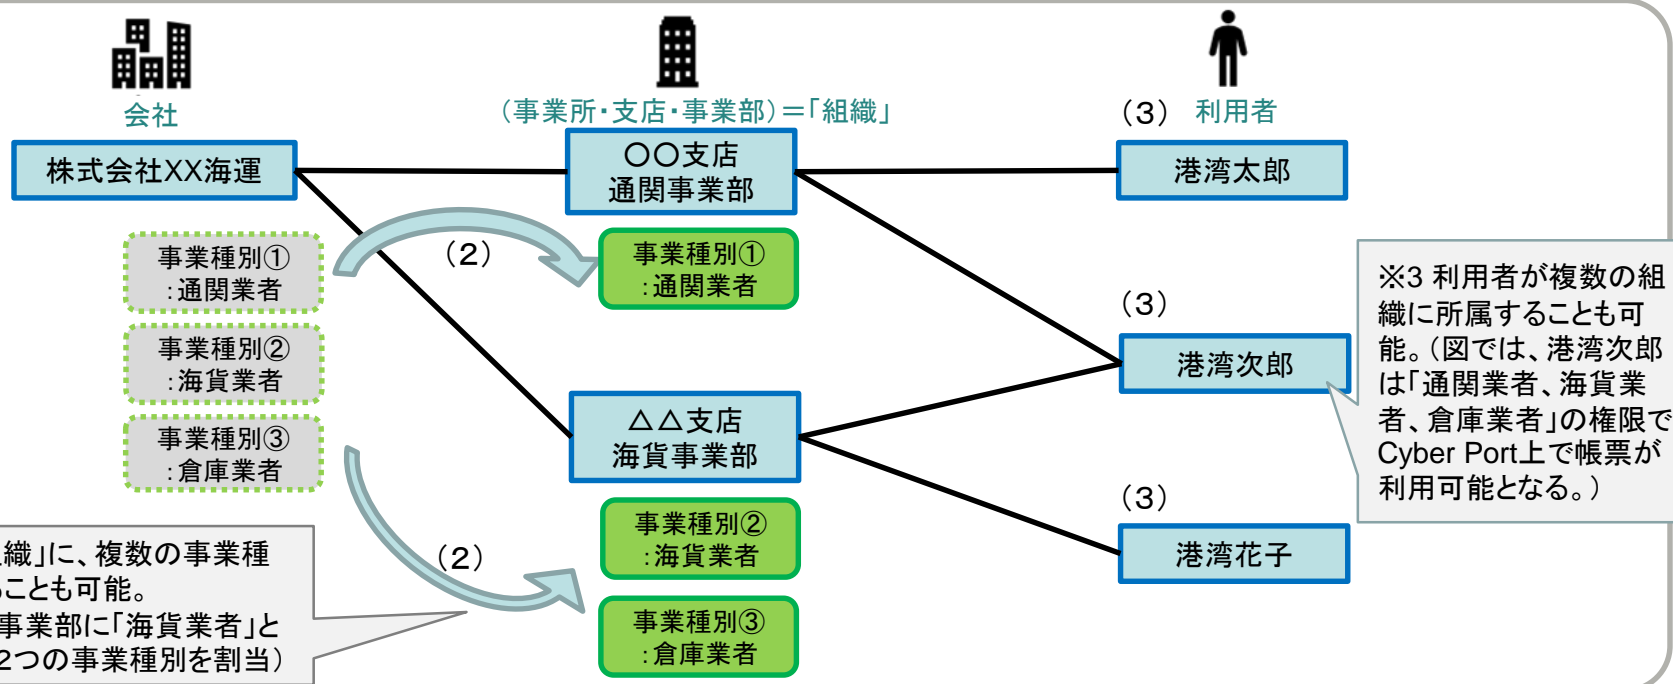 会社
(事業所・支店・事業部)=「組織」
(3) 利用者
株式会社XX海運
〇〇支店
通関事業部
港湾太郎
事業種別①
:通関業者
(2)
事業種別①
:通関業者
事業種別②
:海貨業者
(3)
港湾次郎
※3 利用者が複数の組
織に所属することも可
能。(図では、港湾次郎
は「通関業者、海貨業
者、倉庫業者」の権限で
Cyber Port上で帳票が
利用可能となる。)
事業種別③
:倉庫業者
△△支店
海貨事業部
(3)
港湾花子
織」に、複数の事業種
ることも可能。
事業部に「海貨業者」と
2つの事業種別を割当)
(2)
事業種別②
:海貨業者
事業種別③
:倉庫業者